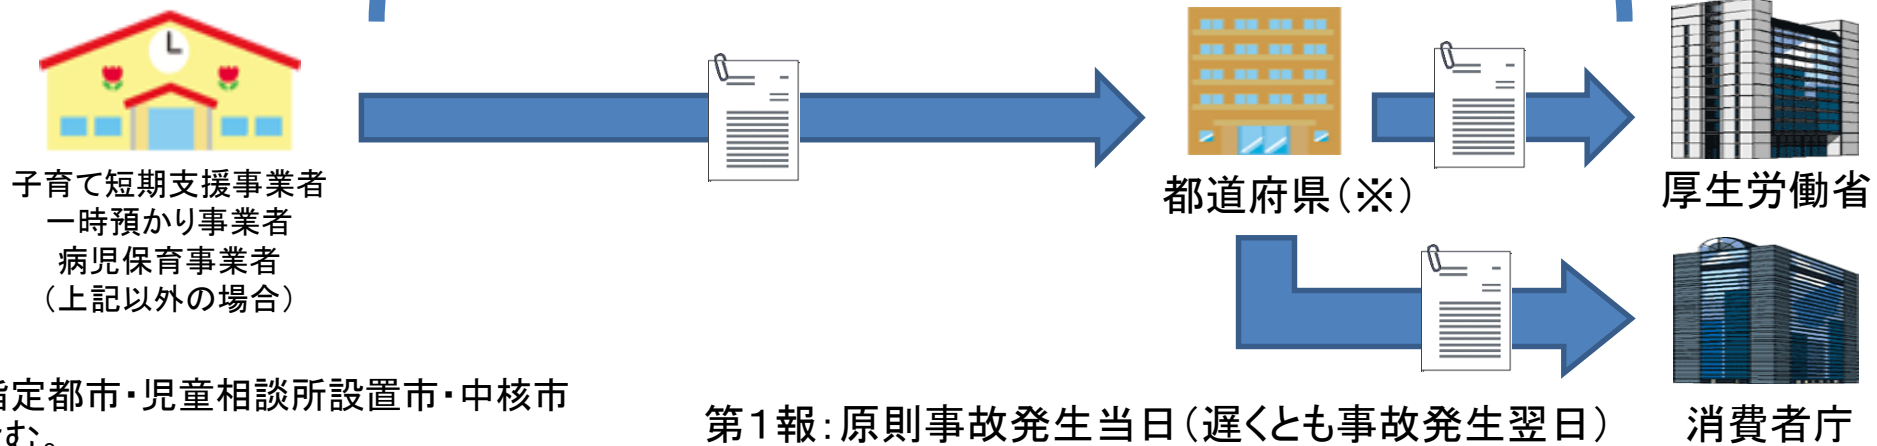 子育て短期支援事業者
一時預かり事業者
病児保育事業者
（上記以外の場合）
都道府県（※）
厚生労働省
指定都市・児童相談所設置市・中核市
む。
第１報：原則事故発生当日（遅くとも事故発生翌日）
消費者庁